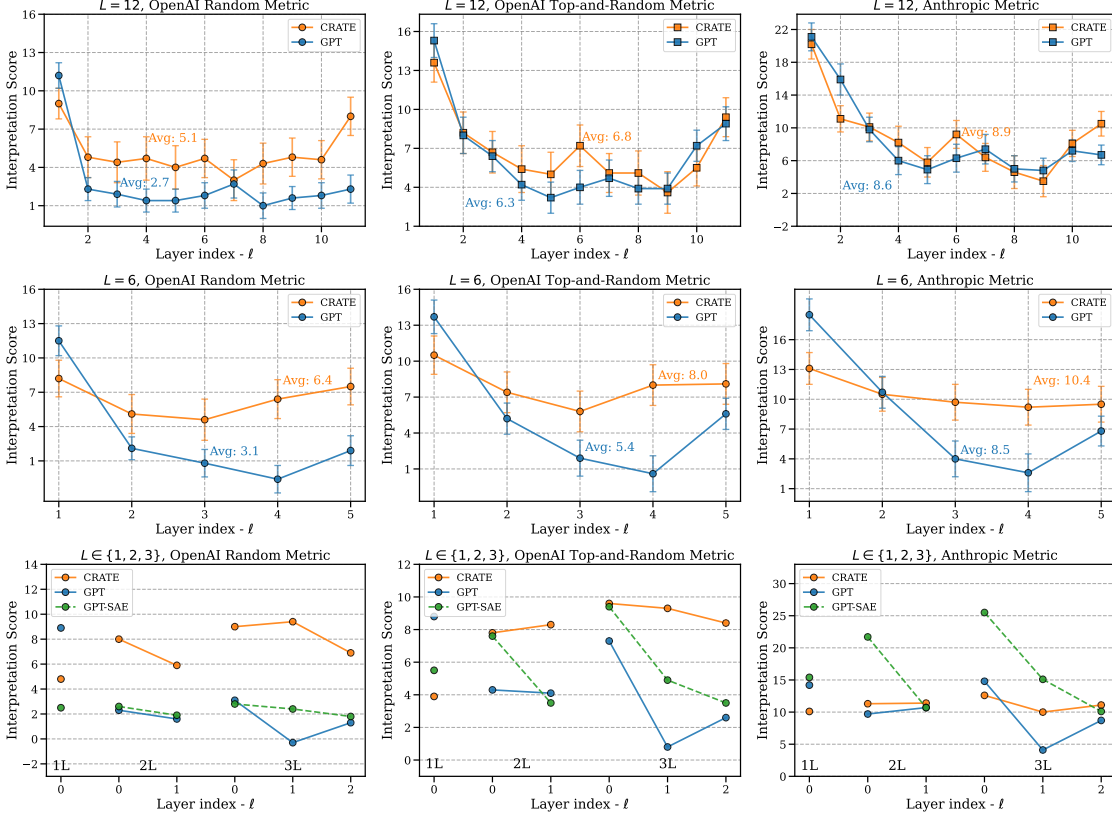 L = 12, OpenAI Random Metric
Interpretation Score
16
13
10
7
4
1
CRATE
GPT
Avg: 5.1
Avg: 2.7
2 4 6 8 10
Layer index - ℓ
L = 12, OpenAI Top-and-Random Metric
Interpretation Score
16
13
10
7
4
1
CRATE
GPT
Avg: 6.8
Avg: 6.3
2 4 6 8 10
Layer index - ℓ
L = 12, Anthropic Metric
Interpretation Score
22
18
14
10
6
2
−2
CRATE
GPT
Avg: 8.9
Avg: 8.6
2 4 6 8 10
Layer index - ℓ
L = 6, OpenAI Random Metric
Interpretation Score
16
13
10
7
4
1
CRATE
GPT
Avg: 6.4
Avg: 3.1
1 2 3 4 5
Layer index - ℓ
L = 6, OpenAI Top-and-Random Metric
Interpretation Score
16
13
10
7
4
1
CRATE
GPT
Avg: 8.0
Avg: 5.4
1 2 3 4 5
Layer index - ℓ
L = 6, Anthropic Metric
Interpretation Score
16
13
10
7
4
1
CRATE
GPT
Avg: 10.4
Avg: 8.5
1 2 3 4 5
Layer index - ℓ
L ∈ {1, 2, 3}, OpenAI Random Metric
Interpretation Score
14
12
10
8
6
4
2
0
−2
CRATE
GPT
GPT-SAE
1L 2L 3L
0 0 1 0 1 2
Layer index - ℓ
L ∈ {1, 2, 3}, OpenAI Top-and-Random Metric
Interpretation Score
12
10
8
6
4
2
0
CRATE
GPT
GPT-SAE
1L 2L 3L
0 0 1 0 1 2
Layer index - ℓ
L ∈ {1, 2, 3}, Anthropic Metric
Interpretation Score
30
25
20
15
10
5
0
CRATE
GPT
GPT-SAE
1L 2L 3L
0 0 1 0 1 2
Layer index - ℓ